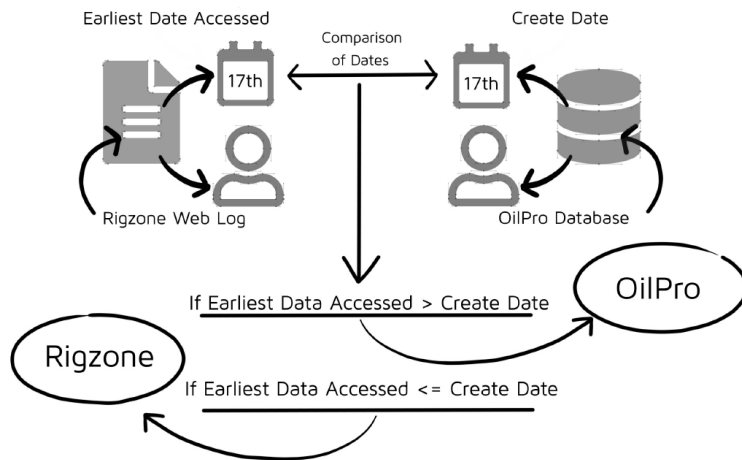 Earliest Date Accessed
Create Date
Comparison
of Dates
17th
17th
Rigzone Web Log
OilPro Database
If Earliest Data Accessed > Create Date
OilPro
Rigzone
If Earliest Data Accessed <= Create Date